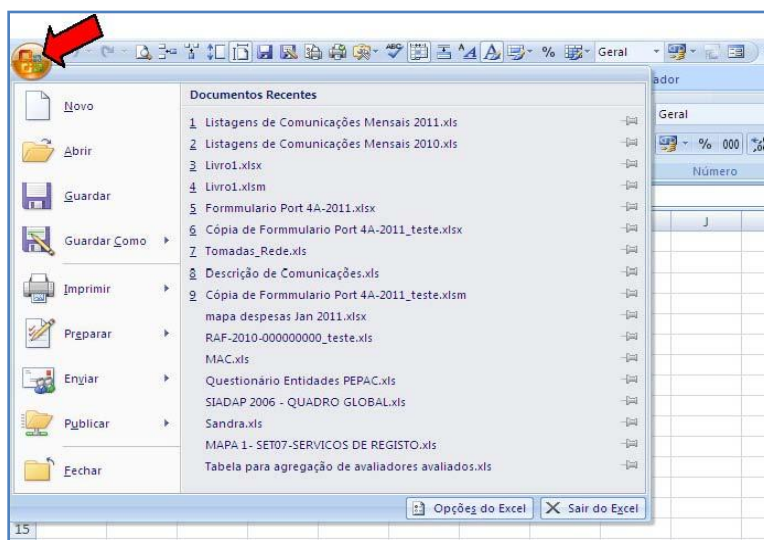 % Geral
ador
Novo
Abrir
Guardar
Guardar Como
Imprimir
Preparar
Enviar
Publicar
Fechar
Documentos Recentes
1 Listagens de Comunicações Mensais 2011.xls
2 Listagens de Comunicações Mensais 2010.xls
3 Livro1.xlsx
4 Livro1.xlsm
5 Formmulario Port 4A-2011.xlsx
6 Cópia de Formmulario Port 4A-2011_teste.xlsx
7 Tomadas_Rede.xls
8 Descrição de Comunicações.xls
9 Cópia de Formmulario Port 4A-2011_teste.xlsm
mapa despesas Jan 2011.xlsx
RAF-2010-000000000_teste.xls
MAC.xls
Questionário Entidades PEPAC.xls
SIADAP 2006 - QUADRO GLOBAL.xls
Sandra.xls
MAPA 1- SET07-SERVICOS DE REGISTO.xls
Tabela para agregação de avaliadores avaliados.xls
Opções do Excel
Sair do Excel
Geral
% 000
Número
J
15